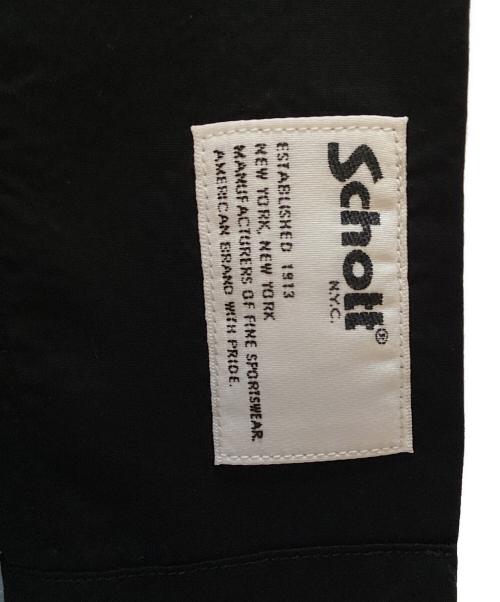 Schott®
N.Y.C.
ESTABLISHED 1913
NEW YORK, NEW YORK
MANUFACTURERS OF FINE SPORTSWEAR.
AMERICAN BRAND WITH PRIDE.